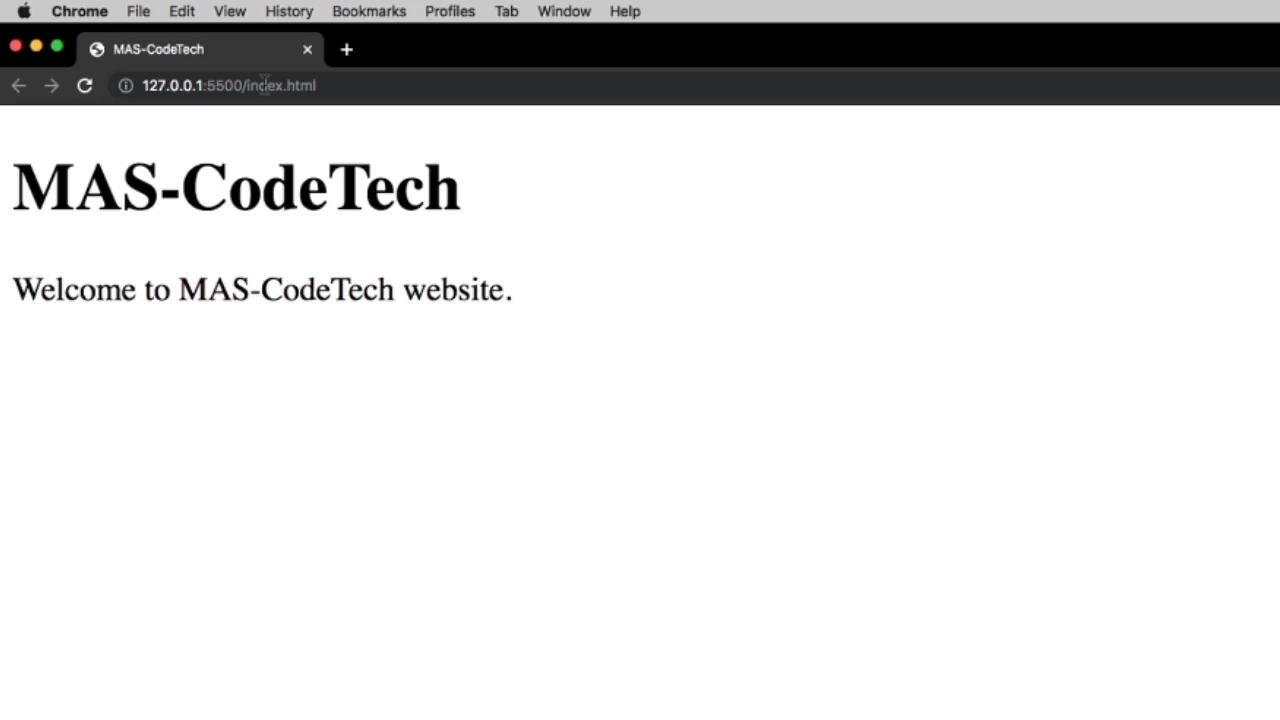 Chrome File Edit View History Bookmarks Profiles Tab Window Help
MAS-CodeTech
127.0.0.1:5500/index.html
MAS-CodeTech
Welcome to MAS-CodeTech website.